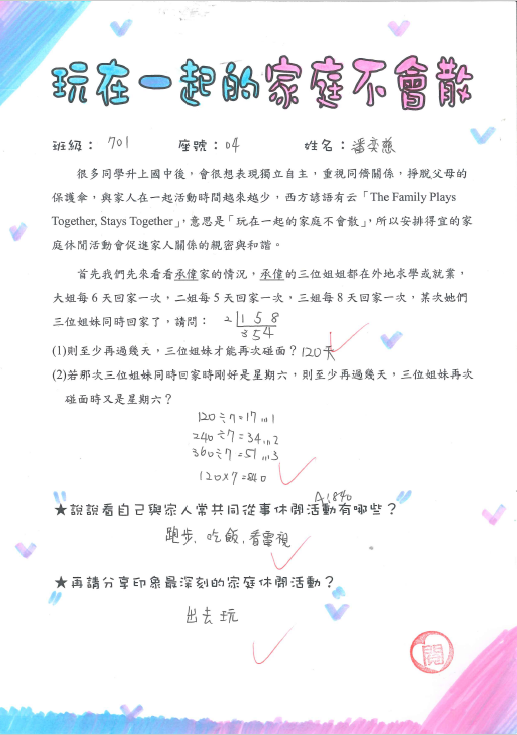 玩在一起的家庭不會散
班級： 701 座號：04 姓名：潘奕慈
很多同學升上國中後，會很想表現獨立自主，重視同儕關係，掙脫父母的
保護傘，與家人在一起活動時間越來越少，西方諺語有云「The Family Plays
Together, Stays Together」，意思是「玩在一起的家庭不會散」，所以安排得宜的家
庭休閒活動會促進家人關係的親密與和諧。
首先我們先來看看承偉家的情況，承偉的三位姐姐都在外地求學或就業，
大姐每 6 天回家一次，二姐每 5 天回家一次。三姐每 8 天回家一次，某次她們
三位姐妹同時回家了，請問：
2 1 5 8
3 5 4
(1)則至少再過幾天，三位姐妹才能再次碰面？120天
(2)若那次三位姐妹同時回家時剛好是星期六，則至少再過幾天，三位姐妹再次
碰面時又是星期六？
120÷7=17...1
240÷7=34...2
360÷7=51...3
120×7=840
A:840
★說說看自己與家人常共同從事休閒活動有哪些？
跑步、吃飯、看電視
★再請分享印象最深刻的家庭休閒活動？
出去玩
閱